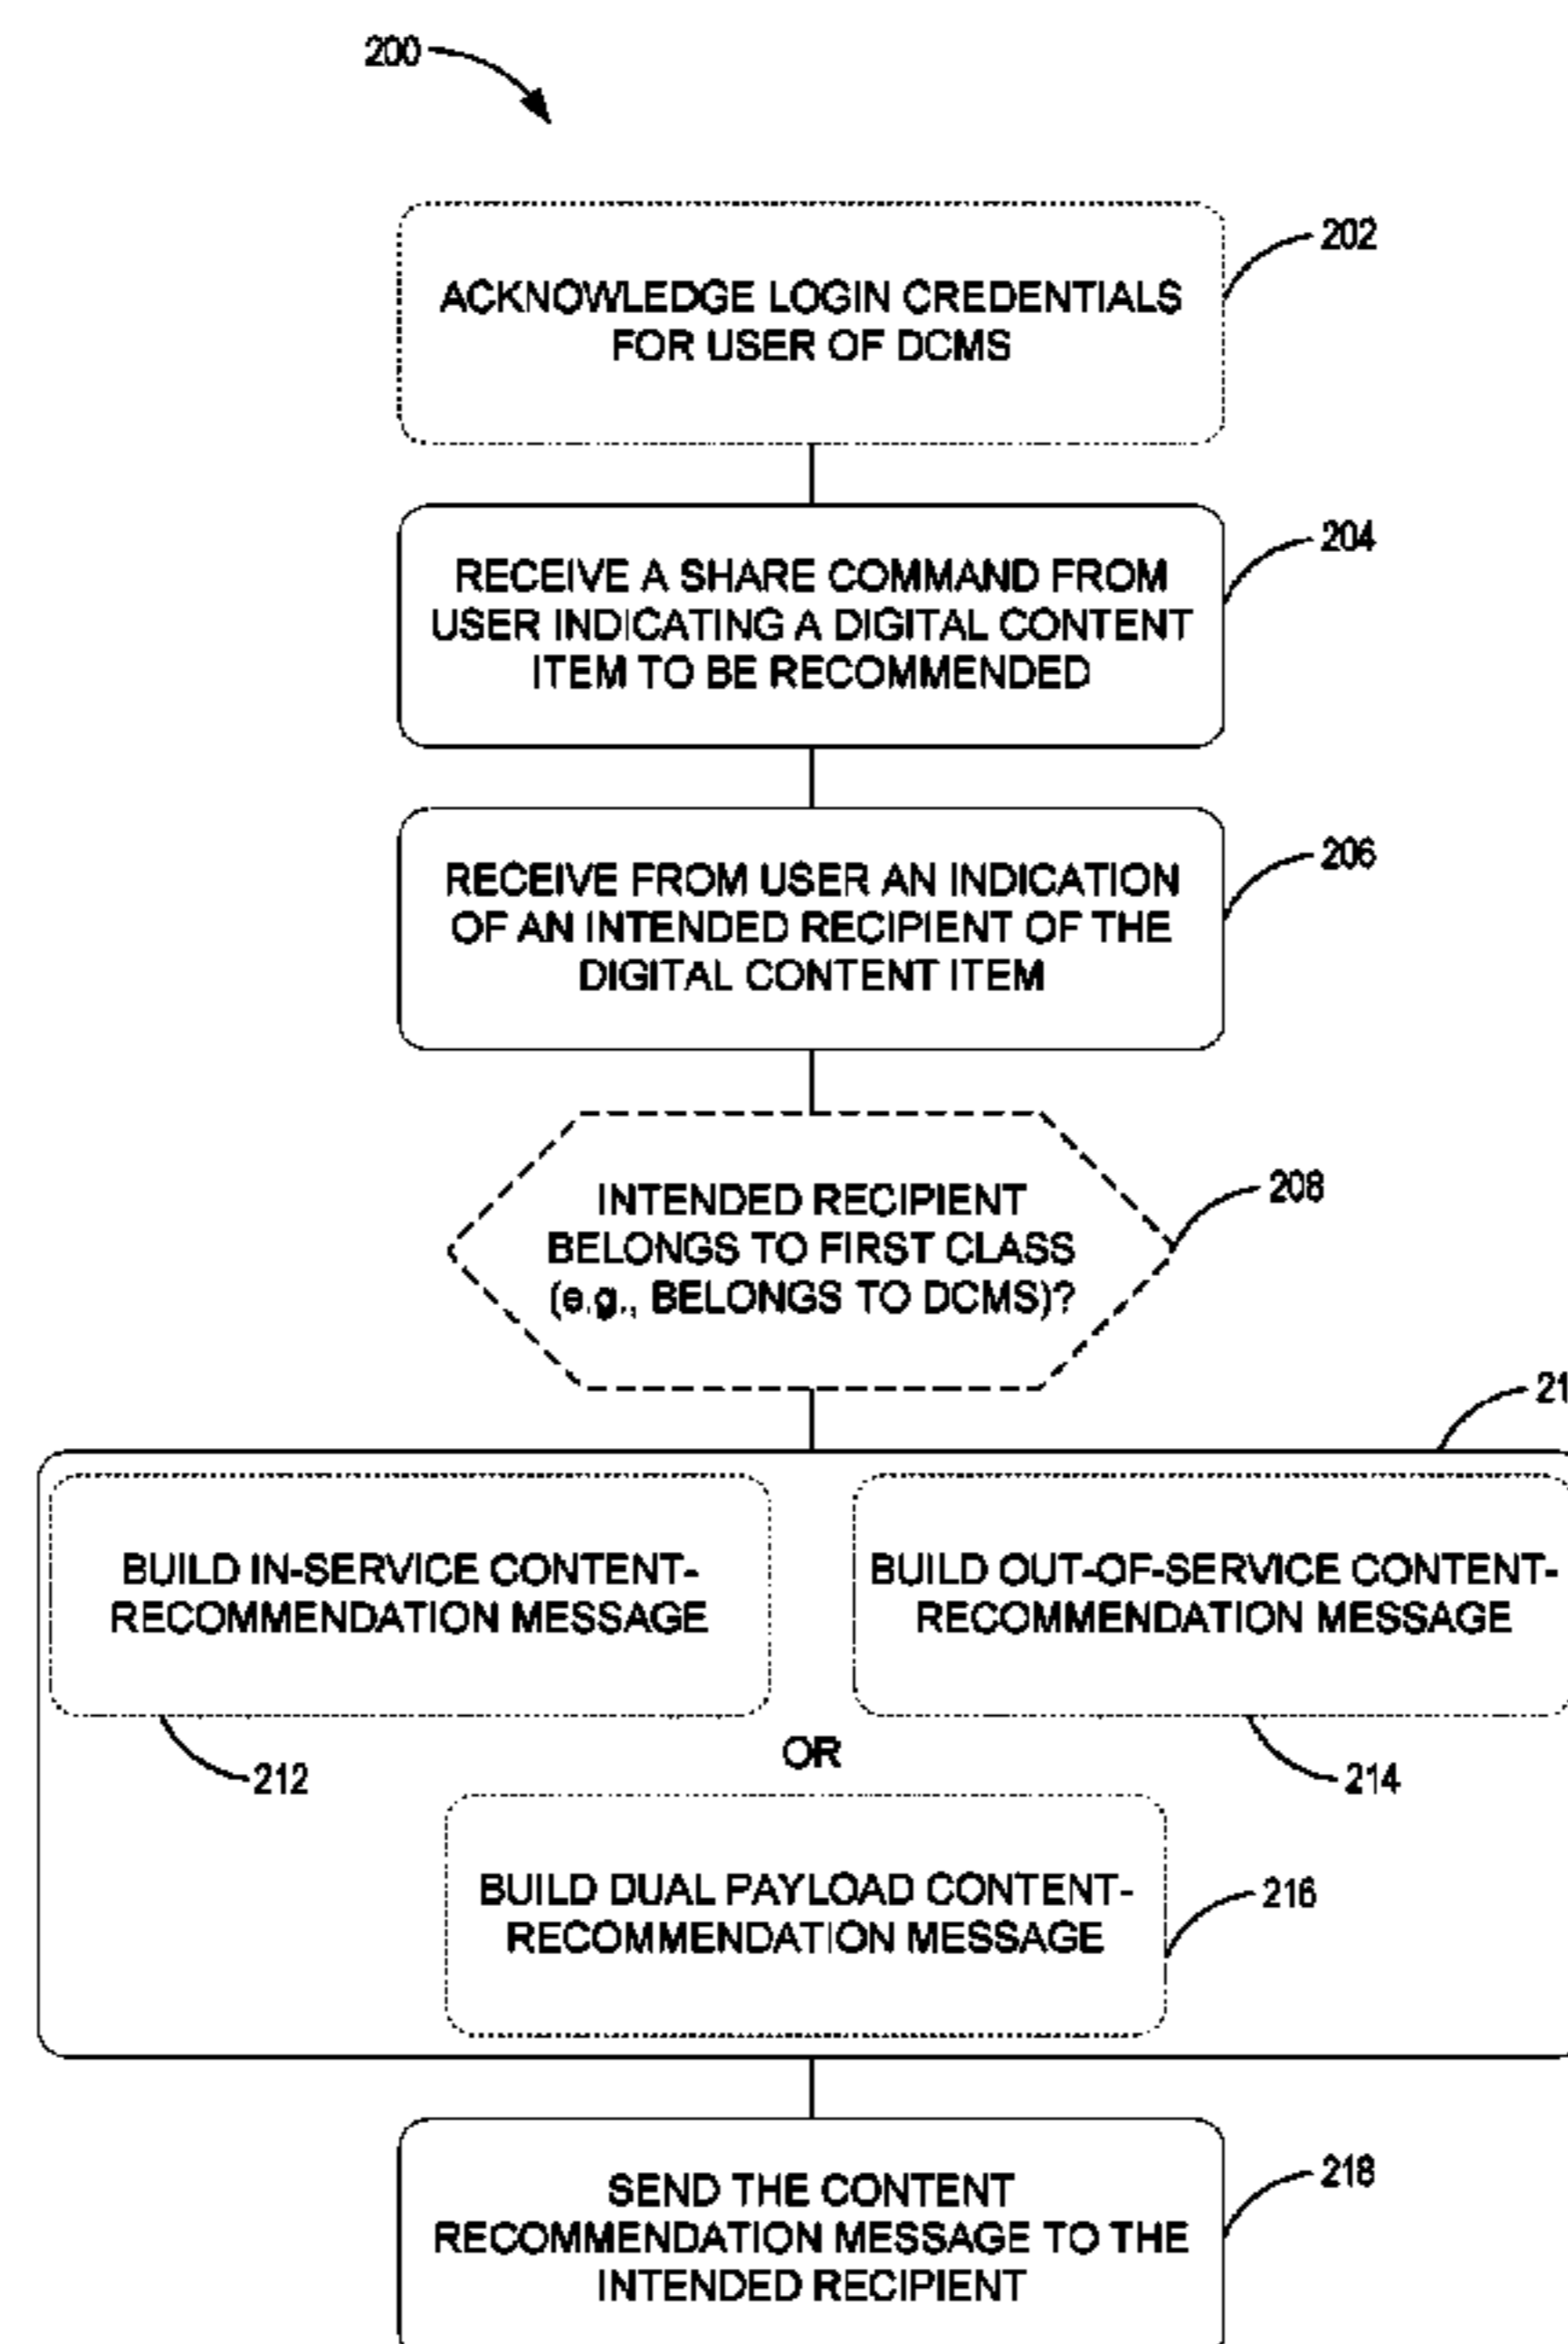 200
202
ACKNOWLEDGE LOGIN CREDENTIALS
FOR USER OF DCMS
204
RECEIVE A SHARE COMMAND FROM
USER INDICATING A DIGITAL CONTENT
ITEM TO BE RECOMMENDED
206
RECEIVE FROM USER AN INDICATION
OF AN INTENDED RECIPIENT OF THE
DIGITAL CONTENT ITEM
208
INTENDED RECIPIENT
BELONGS TO FIRST CLASS
(e.g., BELONGS TO DCMS)?
BUILD IN-SERVICE CONTENT-
RECOMMENDATION MESSAGE
212
BUILD OUT-OF-SERVICE CONTENT-
RECOMMENDATION MESSAGE
214
OR
BUILD DUAL PAYLOAD CONTENT-
RECOMMENDATION MESSAGE
216
218
SEND THE CONTENT
RECOMMENDATION MESSAGE TO THE
INTENDED RECIPIENT